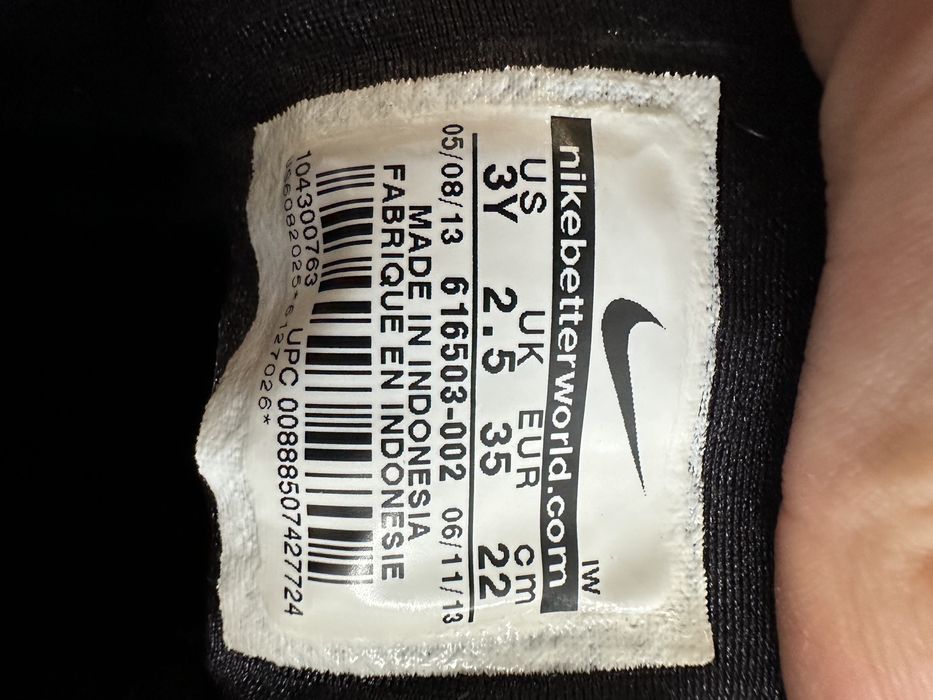 IW
nikebetterworld.com
US UK EUR cm
3Y 2.5 35 22
05/08/13 616503-002 06/11/13
MADE IN INDONESIA
FABRIQUE EN INDONESIE
104300763 UPC 00888507427724